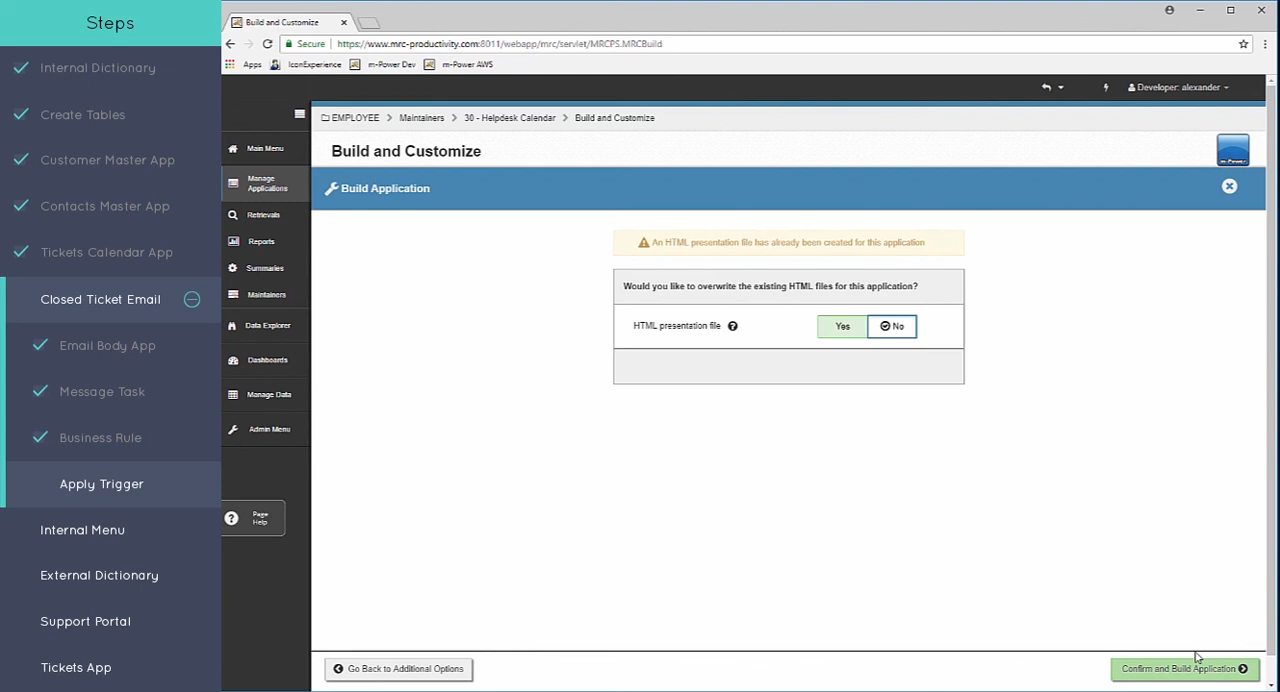 Steps
Internal Dictionary
Create Tables
Customer Master App
Contacts Master App
Tickets Calendar App
Closed Ticket Email
Email Body App
Message Task
Business Rule
Apply Trigger
Internal Menu
External Dictionary
Support Portal
Tickets App
Build and Customize
Secure https://www.mrc-productivity.com:8011/webapp/mrc/servlet/MRCPS.MRCBuild
Apps IconExperience m-Power Dev m-Power AWS
Developer: alexander
EMPLOYEE > Maintainers > 30 - Helpdesk Calendar > Build and Customize
Build and Customize
m-Power
Main Menu
Manage
Applications
Retrievals
Reports
Summaries
Maintainers
Data Explorer
Dashboards
Manage Data
Admin Menu
Page
Help
Build Application
An HTML presentation file has already been created for this application
Would you like to overwrite the existing HTML files for this application?
HTML presentation file
Yes
No
Go Back to Additional Options
Confirm and Build Application